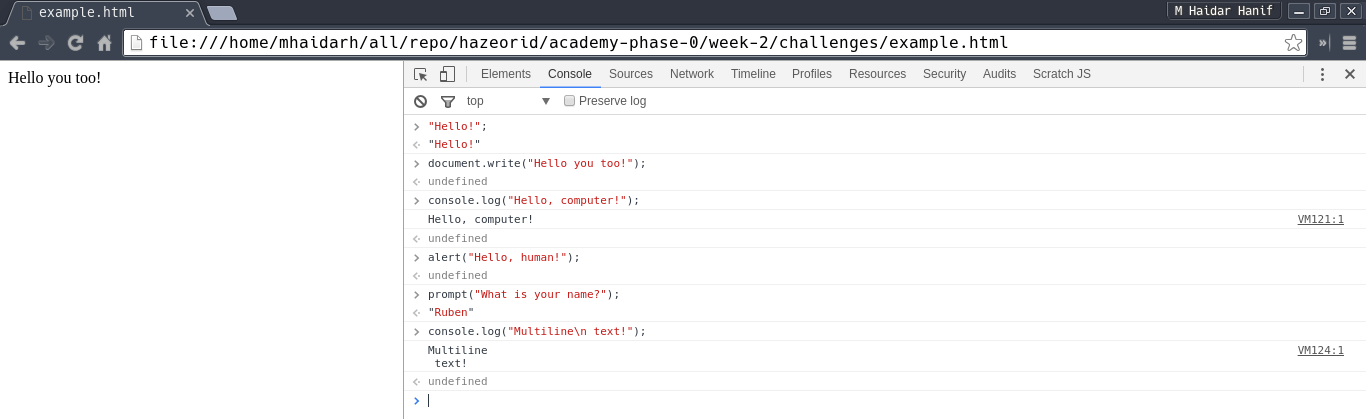 example.html
M Haidar Hanif
file:///home/mhaidarh/all/repo/hazeorid/academy-phase-0/week-2/challenges/example.html
Hello you too!
Elements Console Sources Network Timeline Profiles Resources Security Audits Scratch JS
top Preserve log
"Hello!";
"Hello!"
document.write("Hello you too!");
undefined
console.log("Hello, computer!");
Hello, computer! VM121:1
undefined
alert("Hello, human!");
undefined
prompt("What is your name?");
"Ruben"
console.log("Multiline\n text!");
Multiline VM124:1
text!
undefined